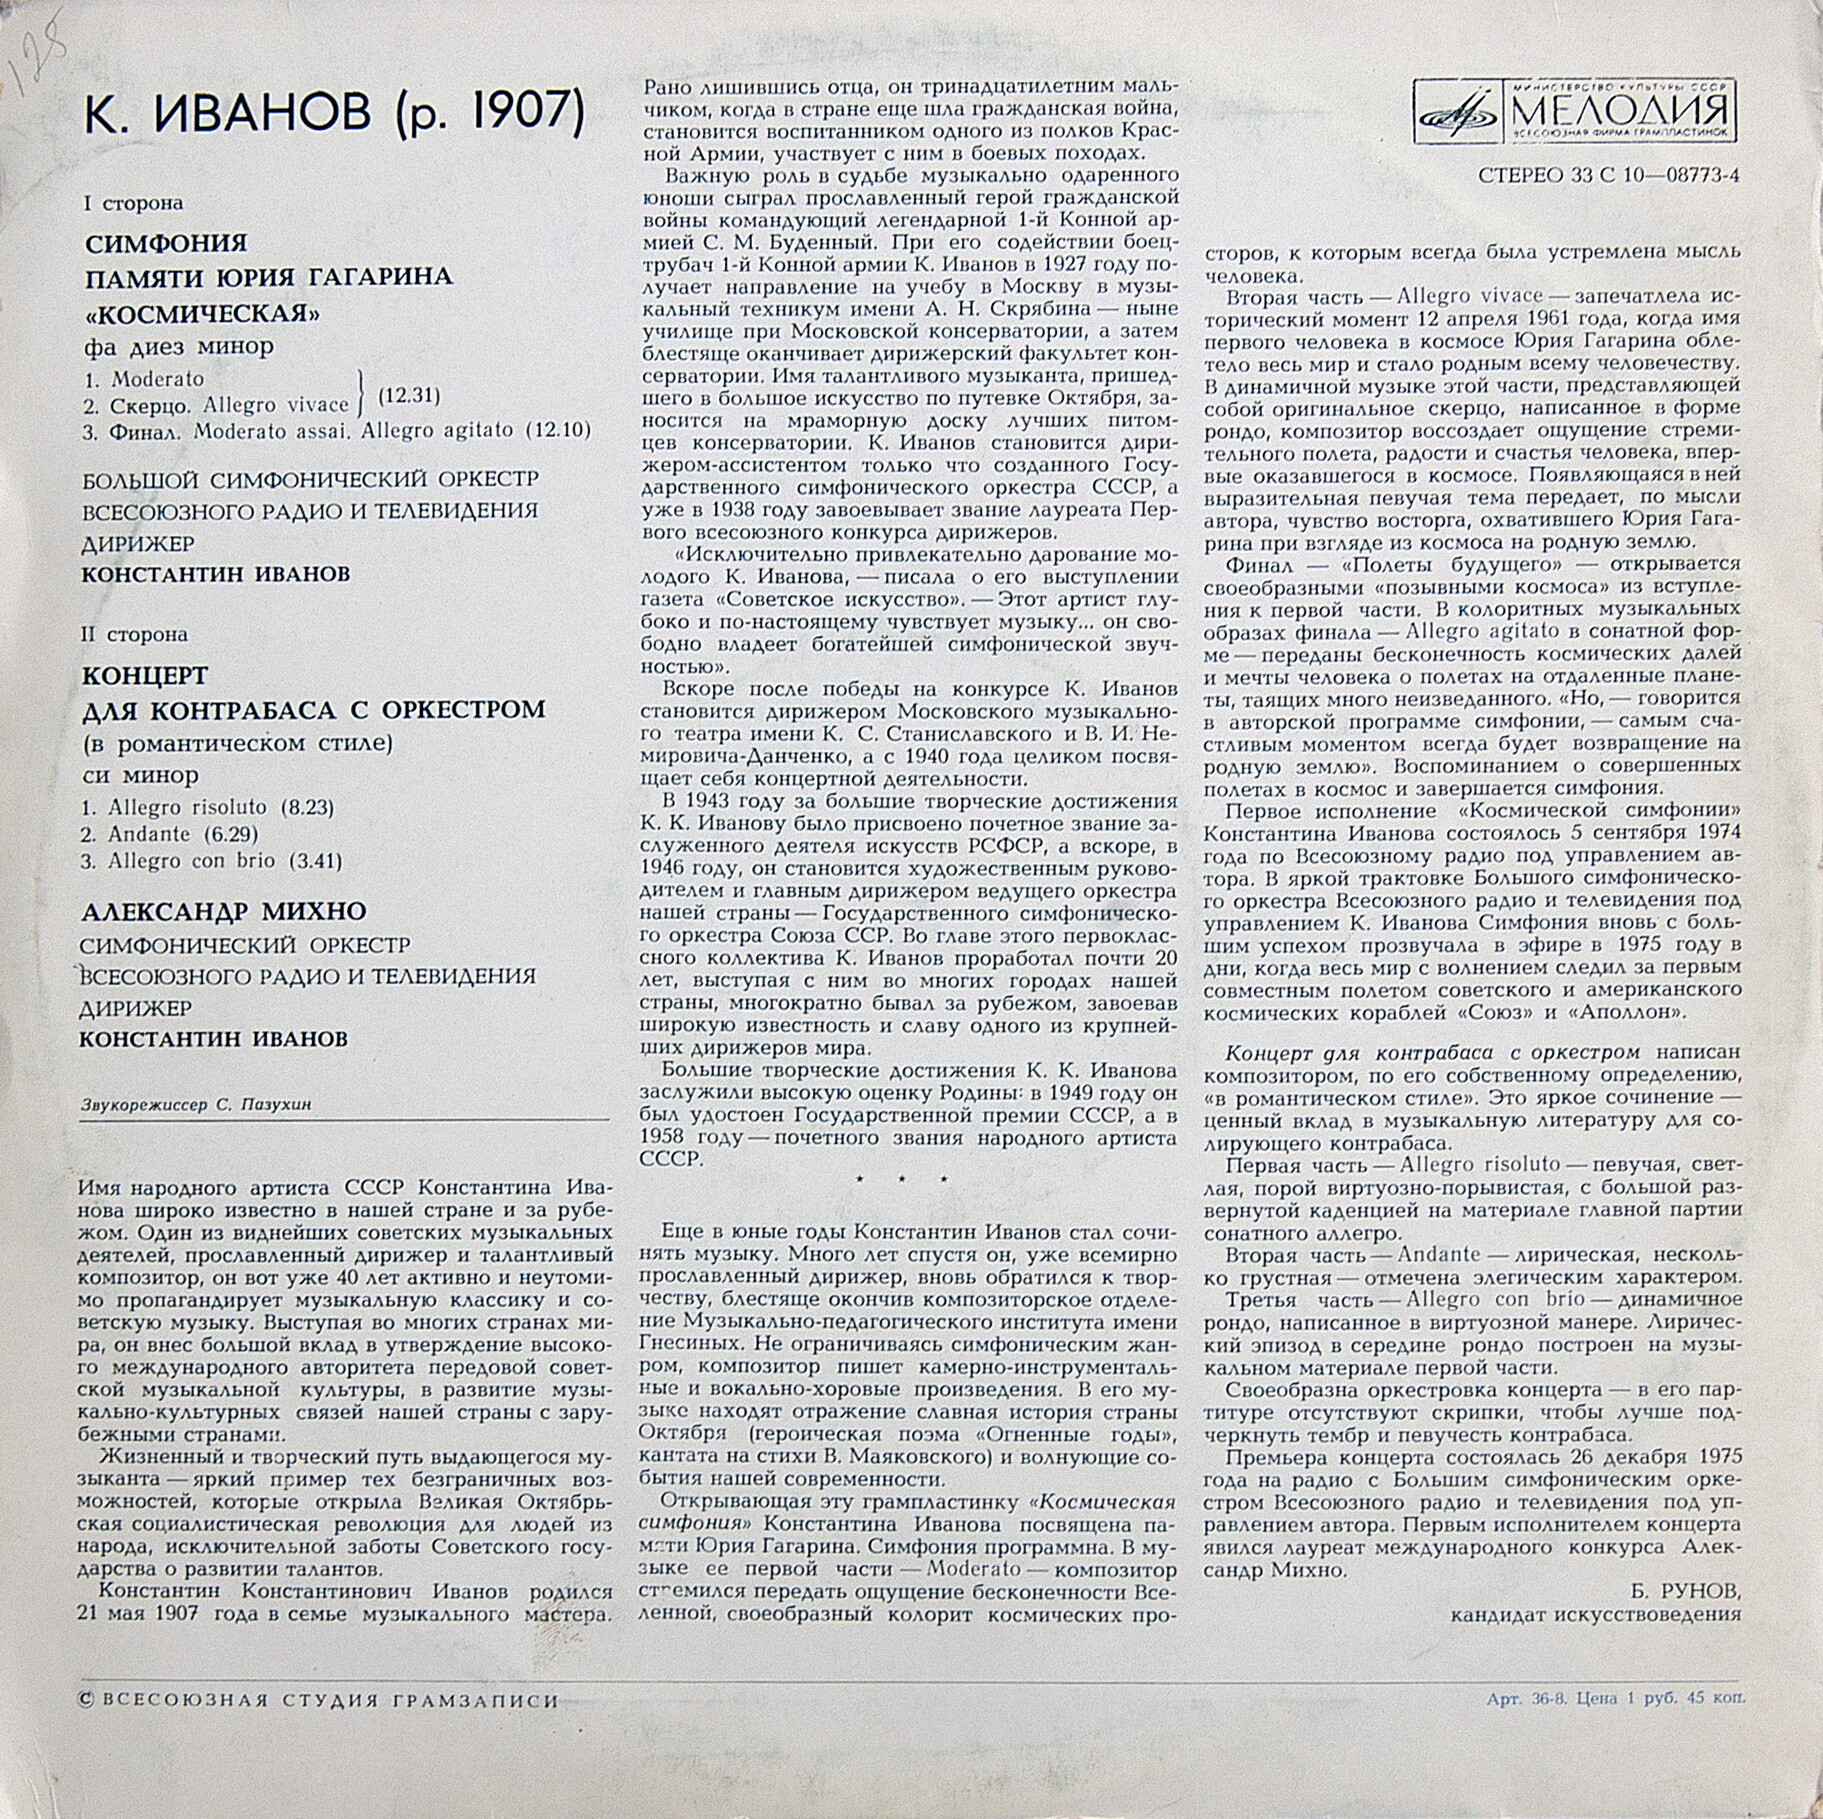 125
К. ИВАНОВ (р. 1907)
I сторона
СИМФОНИЯ
ПАМЯТИ ЮРИЯ ГАГАРИНА
«КОСМИЧЕСКАЯ»
фа диез минор
1. Moderato
2. Скерцо. Allegro vivace } (12.31)
3. Финал. Moderato assai. Allegro agitato (12.10)
БОЛЬШОЙ СИМФОНИЧЕСКИЙ ОРКЕСТР
ВСЕСОЮЗНОГО РАДИО И ТЕЛЕВИДЕНИЯ
ДИРИЖЕР
КОНСТАНТИН ИВАНОВ
II сторона
КОНЦЕРТ
ДЛЯ КОНТРАБАСА С ОРКЕСТРОМ
(в романтическом стиле)
си минор
1. Allegro risoluto (8.23)
2. Andante (6.29)
3. Allegro con brio (3.41)
АЛЕКСАНДР МИХНО
СИМФОНИЧЕСКИЙ ОРКЕСТР
ВСЕСОЮЗНОГО РАДИО И ТЕЛЕВИДЕНИЯ
ДИРИЖЕР
КОНСТАНТИН ИВАНОВ
Звукорежиссер С. Пазухин
Имя народного артиста СССР Константина Ива-
нова широко известно в нашей стране и за рубе-
жом. Один из виднейших советских музыкальных
деятелей, прославленный дирижер и талантливый
композитор, он вот уже 40 лет активно и неутоми-
мо пропагандирует музыкальную классику и со-
ветскую музыку. Выступая во многих странах ми-
ра, он внес большой вклад в утверждение высоко-
го международного авторитета передовой совет-
ской музыкальной культуры, в развитие музы-
кально-культурных связей нашей страны с зару-
бежными странами.
Жизненный и творческий путь выдающегося му-
зыканта — яркий пример тех безграничных воз-
можностей, которые открыла Великая Октябрь-
ская социалистическая революция для людей из
народа, исключительной заботы Советского госу-
дарства о развитии талантов.
Константин Константинович Иванов родился
21 мая 1907 года в семье музыкального мастера.
Рано лишившись отца, он тринадцатилетним маль-
чиком, когда в стране еще шла гражданская война,
становится воспитанником одного из полков Крас-
ной Армии, участвует с ним в боевых походах.
Важную роль в судьбе музыкально одаренного
юноши сыграл прославленный герой гражданской
войны командующий легендарной 1-й Конной ар-
мией С. М. Буденный. При его содействии боец-
трубач 1-й Конной армии К. Иванов в 1927 году по-
лучает направление на учебу в Москву в музы-
кальный техникум имени А. Н. Скрябина — ныне
училище при Московской консерватории, а затем
блестяще оканчивает дирижерский факультет кон-
серватории. Имя талантливого музыканта, пришед-
шего в большое искусство по путевке Октября, за-
носится на мраморную доску лучших питом-
цев консерватории. К. Иванов становится дири-
жером-ассистентом только что созданного Госу-
дарственного симфонического оркестра СССР, а
уже в 1938 году завоевывает звание лауреата Пер-
вого всесоюзного конкурса дирижеров.
«Исключительно привлекательно дарование мо-
лодого К. Иванова, — писала о его выступлении
газета «Советское искусство». — Этот артист глу-
боко и по-настоящему чувствует музыку... он сво-
бодно владеет богатейшей симфонической звуч-
ностью».
Вскоре после победы на конкурсе К. Иванов
становится дирижером Московского музыкально-
го театра имени К. С. Станиславского и В. И. Не-
мировича-Данченко, а с 1940 года целиком посвя-
щает себя концертной деятельности.
В 1943 году за большие творческие достижения
К. К. Иванову было присвоено почетное звание за-
служенного деятеля искусств РСФСР, а вскоре, в
1946 году, он становится художественным руково-
дителем и главным дирижером ведущего оркестра
нашей страны — Государственного симфоническо-
го оркестра Союза ССР. Во главе этого первоклас-
сного коллектива К. Иванов проработал почти 20
лет, выступая с ним во многих городах нашей
страны, многократно бывал за рубежом, завоевав
широкую известность и славу одного из крупней-
ших дирижеров мира.
Большие творческие достижения К. К. Иванова
заслужили высокую оценку Родины: в 1949 году он
был удостоен Государственной премии СССР, а в
1958 году — почетного звания народного артиста
СССР.
* * *
Еще в юные годы Константин Иванов стал сочи-
нять музыку. Много лет спустя он, уже всемирно
прославленный дирижер, вновь обратился к твор-
честву, блестяще окончив композиторское отделе-
ние Музыкально-педагогического института имени
Гнесиных. Не ограничиваясь симфоническим жан-
ром, композитор пишет камерно-инструменталь-
ные и вокально-хоровые произведения. В его му-
зыке находят отражение славная история страны
Октября (героическая поэма «Огненные годы»,
кантата на стихи В. Маяковского) и волнующие со-
бытия нашей современности.
Открывающая эту грампластинку «Космическая
симфония» Константина Иванова посвящена па-
мяти Юрия Гагарина. Симфония программна. В му-
зыке ее первой части — Moderato — композитор
стремился передать ощущение бесконечности Все-
ленной, своеобразный колорит космических про-
МИНИСТЕРСТВО КУЛЬТУРЫ СССР
МЕЛОДИЯ
ВСЕСОЮЗНАЯ ФИРМА ГРАМПЛАСТИНОК
СТЕРЕО 33 С 10—08773-4
сторов, к которым всегда была устремлена мысль
человека.
Вторая часть — Allegro vivace — запечатлела ис-
торический момент 12 апреля 1961 года, когда имя
первого человека в космосе Юрия Гагарина обле-
тело весь мир и стало родным всему человечеству.
В динамичной музыке этой части, представляющей
собой оригинальное скерцо, написанное в форме
рондо, композитор воссоздает ощущение стреми-
тельного полета, радости и счастья человека, впер-
вые оказавшегося в космосе. Появляющаяся в ней
выразительная певучая тема передает, по мысли
автора, чувство восторга, охватившего Юрия Гага-
рина при взгляде из космоса на родную землю.
Финал — «Полеты будущего» — открывается
своеобразными «позывными космоса» из вступле-
ния к первой части. В колоритных музыкальных
образах финала — Allegro agitato в сонатной фор-
ме — переданы бесконечность космических далей
и мечты человека о полетах на отдаленные плане-
ты, таящих много неизведанного. «Но, — говорится
в авторской программе симфонии, — самым сча-
стливым моментом всегда будет возвращение на
родную землю». Воспоминанием о совершенных
полетах в космос и завершается симфония.
Первое исполнение «Космической симфонии»
Константина Иванова состоялось 5 сентября 1974
года по Всесоюзному радио под управлением ав-
тора. В яркой трактовке Большого симфоническо-
го оркестра Всесоюзного радио и телевидения под
управлением К. Иванова Симфония вновь с боль-
шим успехом прозвучала в эфире в 1975 году в
дни, когда весь мир с волнением следил за первым
совместным полетом советского и американского
космических кораблей «Союз» и «Аполлон».
Концерт для контрабаса с оркестром написан
композитором, по его собственному определению,
«в романтическом стиле». Это яркое сочинение —
ценный вклад в музыкальную литературу для со-
лирующего контрабаса.
Первая часть — Allegro risoluto — певучая, свет-
лая, порой виртуозно-порывистая, с большой раз-
вернутой каденцией на материале главной партии
сонатного аллегро.
Вторая часть — Andante — лирическая, несколь-
ко грустная — отмечена элегическим характером.
Третья часть — Allegro con brio — динамичное
рондо, написанное в виртуозной манере. Лиричес-
кий эпизод в середине рондо построен на музы-
кальном материале первой части.
Своеобразна оркестровка концерта — в его пар-
титуре отсутствуют скрипки, чтобы лучше под-
черкнуть тембр и певучесть контрабаса.
Премьера концерта состоялась 26 декабря 1975
года на радио с Большим симфоническим орке-
стром Всесоюзного радио и телевидения под уп-
равлением автора. Первым исполнителем концерта
явился лауреат международного конкурса Алек-
сандр Михно.
Б. РУНОВ,
кандидат искусствоведения
© ВСЕСОЮЗНАЯ СТУДИЯ ГРАМЗАПИСИ
Арт. 36-8. Цена 1 руб. 45 коп.